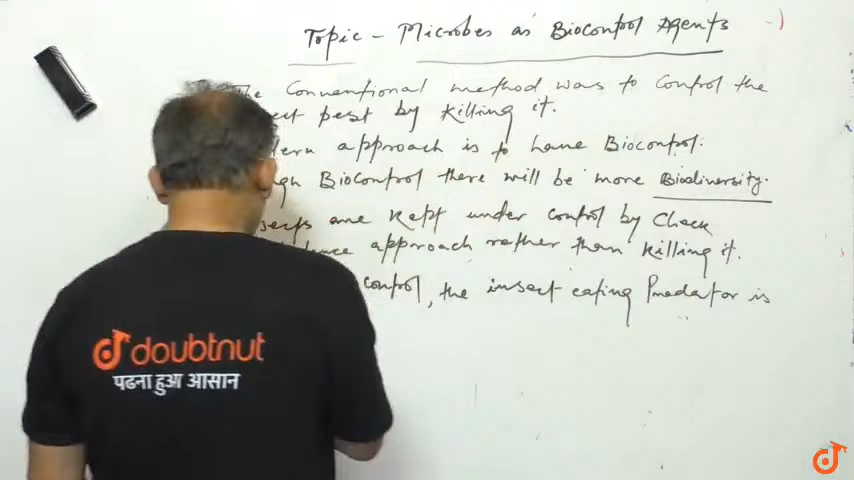 Topic - Microbes as Biocontrol Agents
The Conventional method was to control the
pest by killing it.
approach is to have Biocontrol.
Biocontrol there will be more Biodiversity.
are kept under control by Check
approach rather than killing it.
control, the insect eating Predator is
doubtnut
पढना हुआ आसान